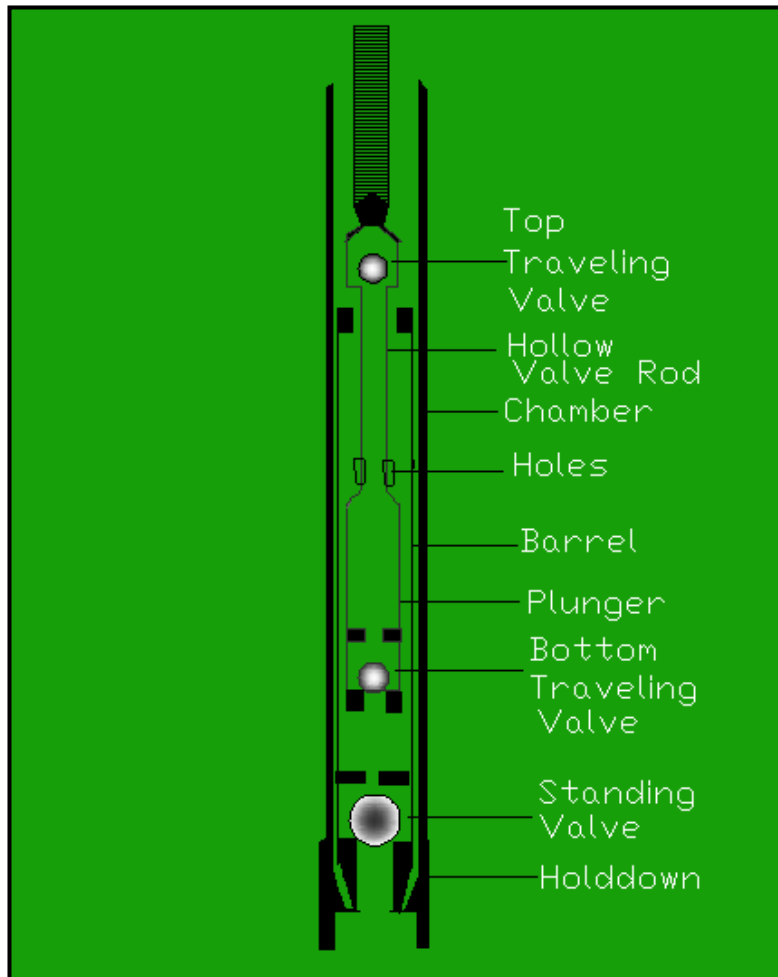 Top
Traveling
Valve
Hollow
Valve Rod
Chamber
Holes
Barrel
Plunger
Bottom
Traveling
Valve
Standing
Valve
Holddown